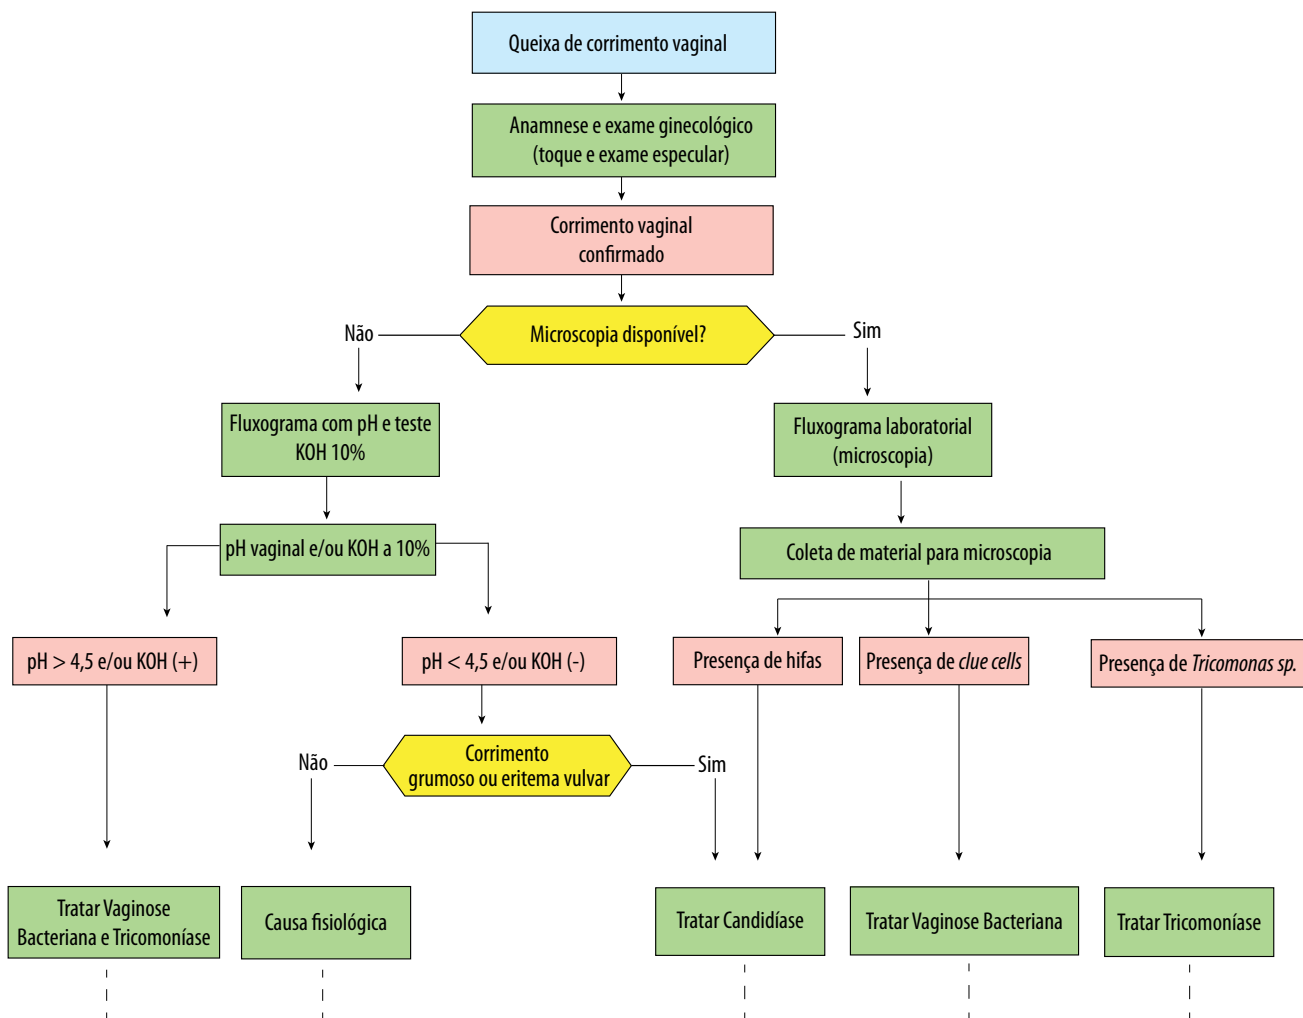 Queixa de corrimento vaginal
Anamnese e exame ginecológico
(toque e exame especular)
Corrimento vaginal
confirmado
Microscopia disponível?
Não
Sim
Fluxograma com pH e teste
KOH 10%
Fluxograma laboratorial
(microscopia)
pH vaginal e/ou KOH a 10%
Coleta de material para microscopia
pH > 4,5 e/ou KOH (+)
pH < 4,5 e/ou KOH (-)
Presença de hifas
Presença de clue cells
Presença de Tricomonas sp.
Não
Corrimento
grumoso ou eritema vulvar
Sim
Tratar Vaginose
Bacteriana e Tricomoníase
Causa fisiológica
Tratar Candidíase
Tratar Vaginose Bacteriana
Tratar Tricomoníase